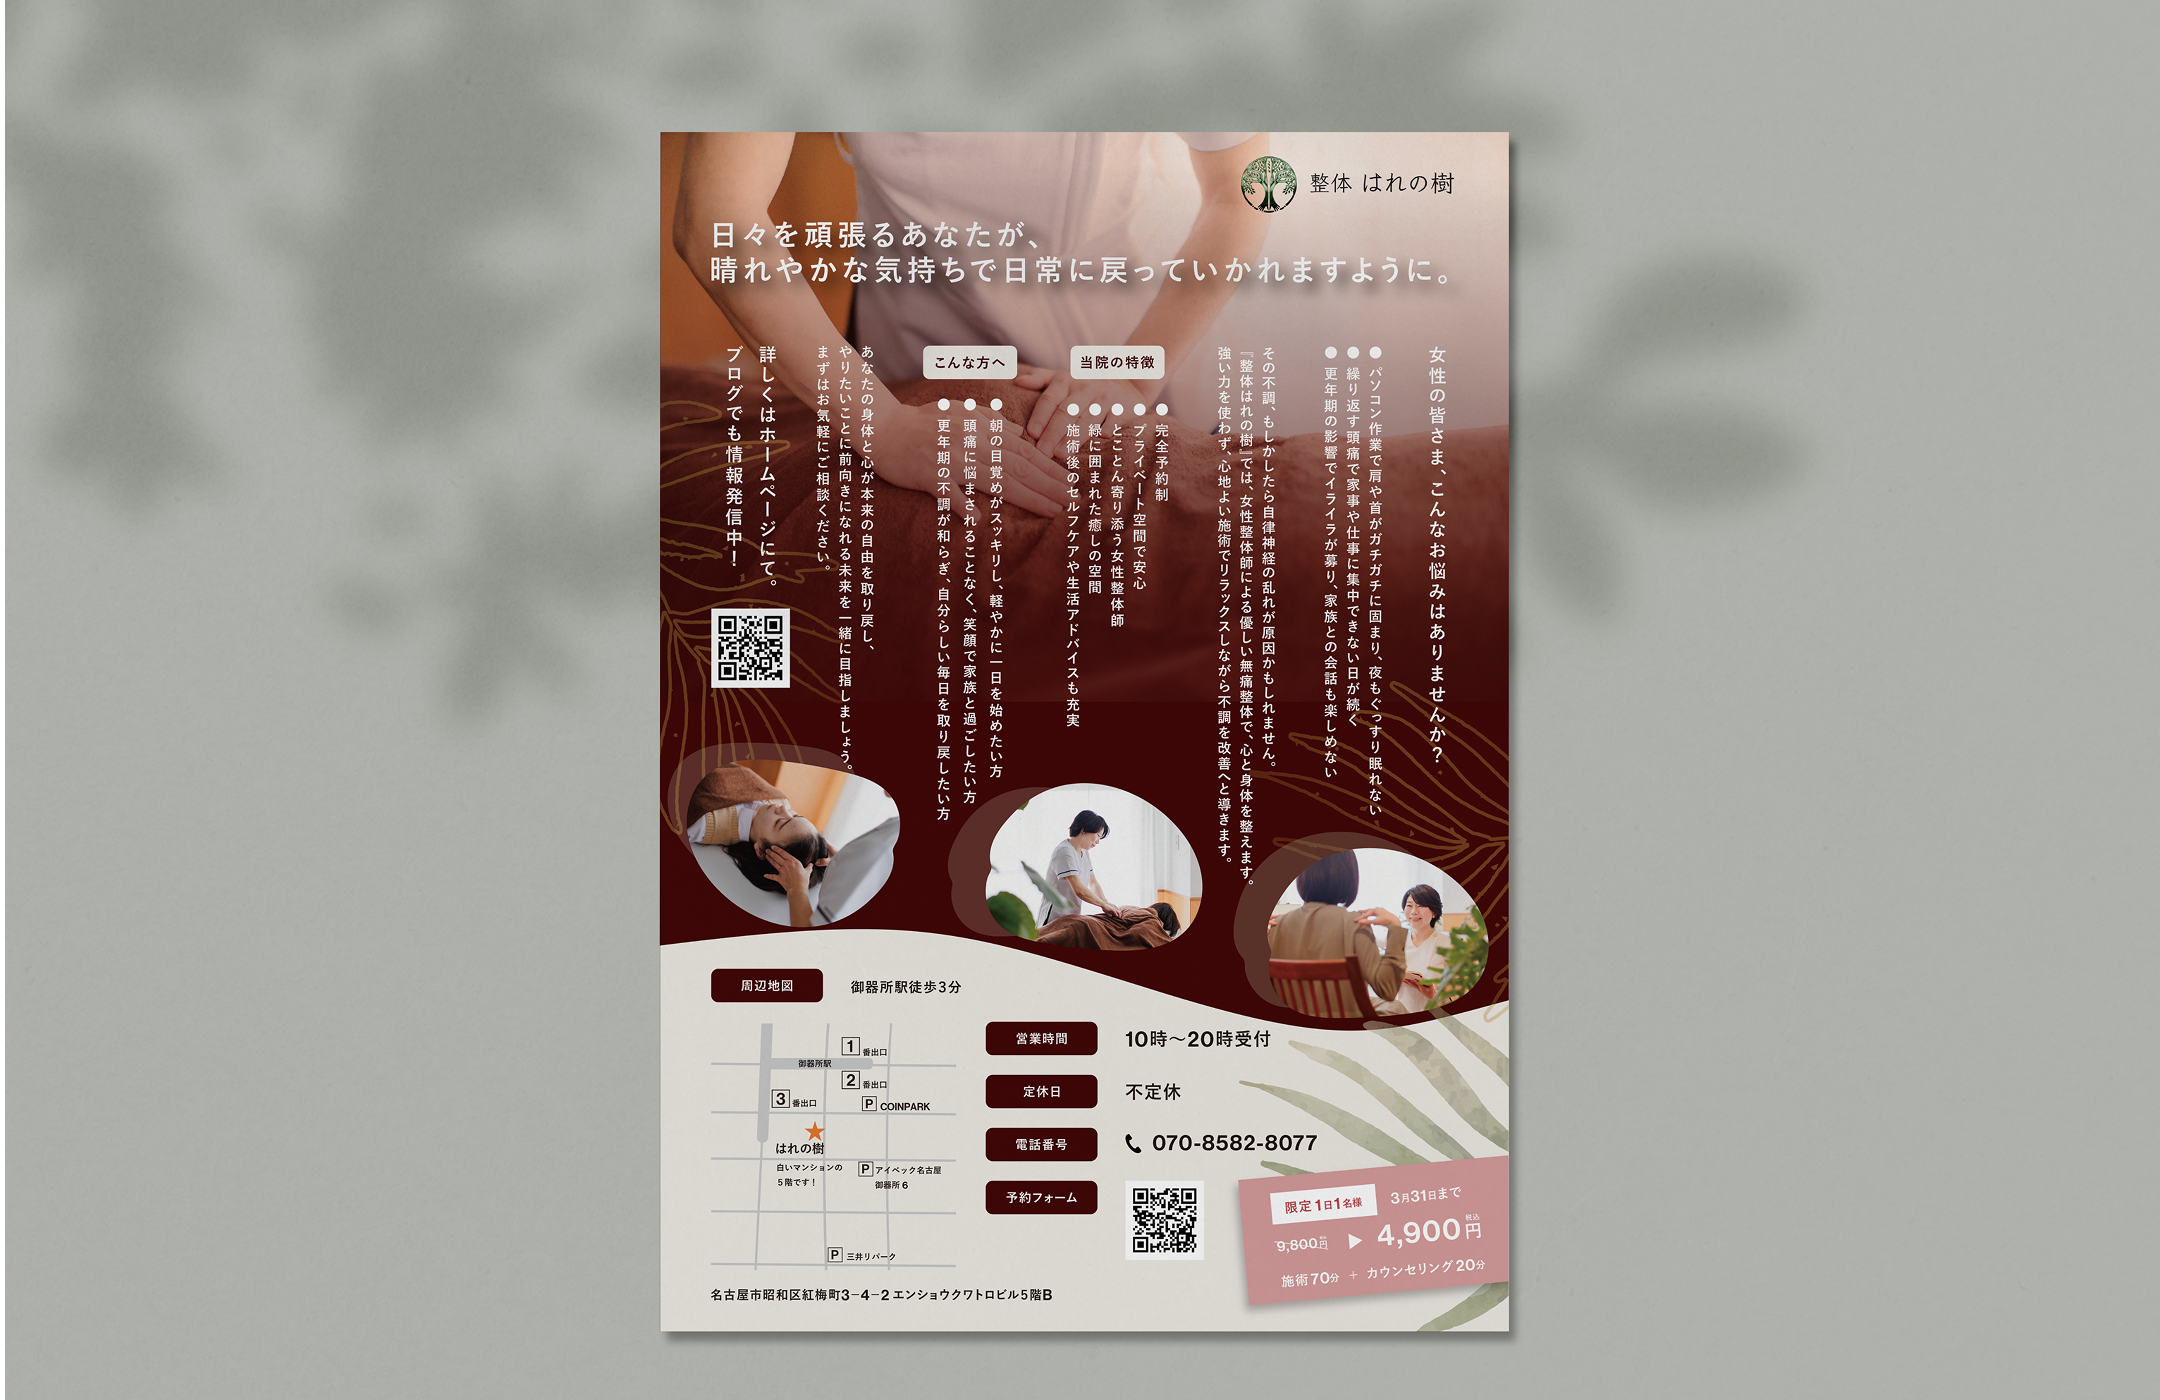 整体 はれの樹
日々を頑張るあなたが、
晴れやかな気持ちで日常に戻っていかれますように。
女性の皆さま、こんなお悩みはありませんか？
● パソコン作業で肩や首がガチガチに固まり、夜もぐっすり眠れない
● 繰り返す頭痛で家事や仕事に集中できない日が続く
● 更年期の影響でイライラが募り、家族との会話も楽しめない
その不調、もしかしたら自律神経の乱れが原因かもしれません。
『整体はれの樹』では、女性整体師による優しい無痛整体で、心と身体を整えます。
強い力を使わず、心地よい施術でリラックスしながら不調を改善へと導きます。
当院の特徴
● 完全予約制
● プライベート空間で安心
● とことん寄り添う女性整体師
● 緑に囲まれた癒しの空間
● 施術後のセルフケアや生活アドバイスも充実
こんな方へ
● 朝の目覚めがスッキリし、軽やかに一日を始めたい方
● 頭痛に悩まされることなく、笑顔で家族と過ごしたい方
● 更年期の不調が和らぎ、自分らしい毎日を取り戻したい方
あなたの身体と心が本来の自由を取り戻し、
やりたいことに前向きになれる未来を一緒に目指しましょう。
まずはお気軽にご相談ください。
詳しくはホームページにて。
ブログでも情報発信中！
周辺地図
御器所駅徒歩3分
1 番出口
御器所駅
2 番出口
3 番出口
P COINPARK
はれの樹
白いマンションの
5階です！
P アイペック名古屋
御器所 6
P 三井リパーク
名古屋市昭和区紅梅町3-4-2 エンショウクワトロビル5階B
営業時間
10時～20時受付
定休日
不定休
電話番号
070-8582-8077
予約フォーム
限定1日1名様
3月31日まで
9,800円 税込
▶ 4,900円 税込
施術70分 + カウンセリング20分